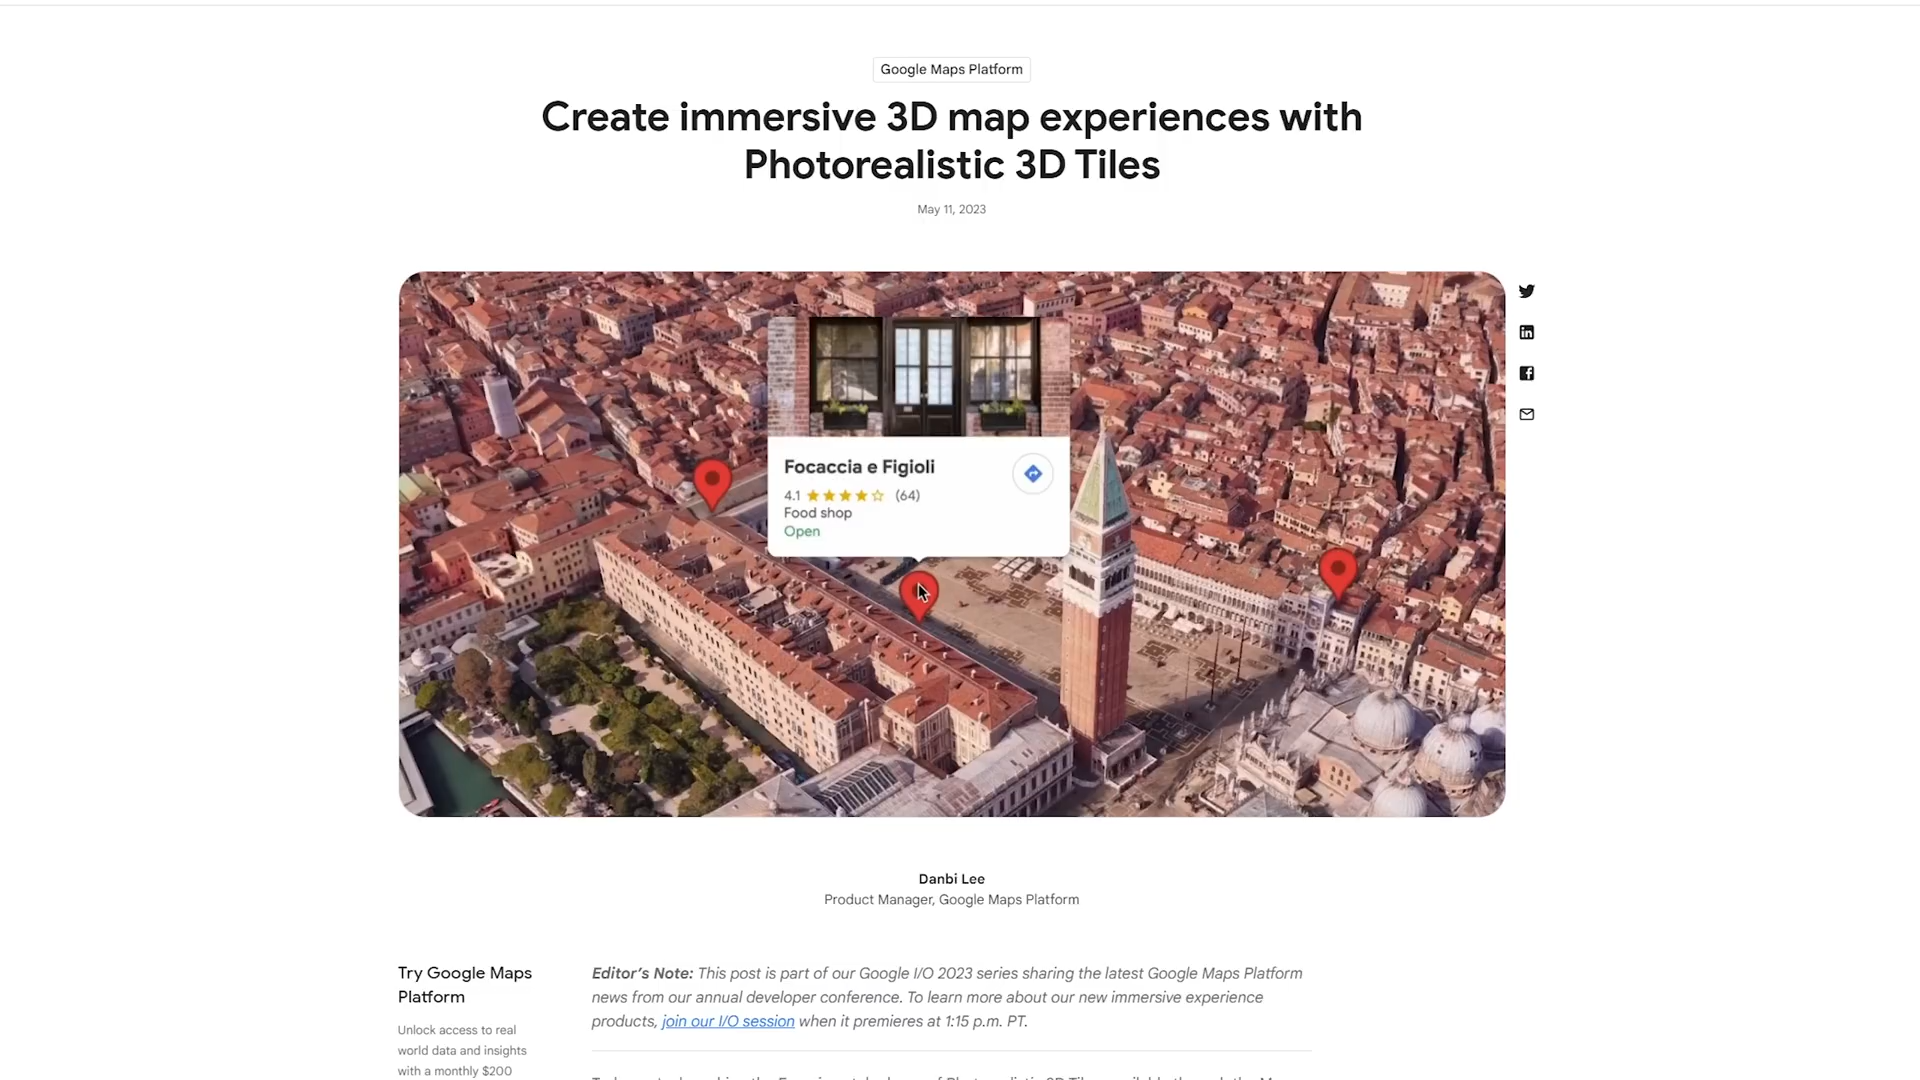 Google Maps Platform
Create immersive 3D map experiences with
Photorealistic 3D Tiles
May 11, 2023
Focaccia e Figioli
4.1 (64)
Food shop
Open
Danbi Lee
Product Manager, Google Maps Platform
Try Google Maps
Platform
Unlock access to real
world data and insights
with a monthly $200
Editor's Note: This post is part of our Google I/O 2023 series sharing the latest Google Maps Platform
news from our annual developer conference. To learn more about our new immersive experience
products, join our I/O session when it premieres at 1:15 p.m. PT.